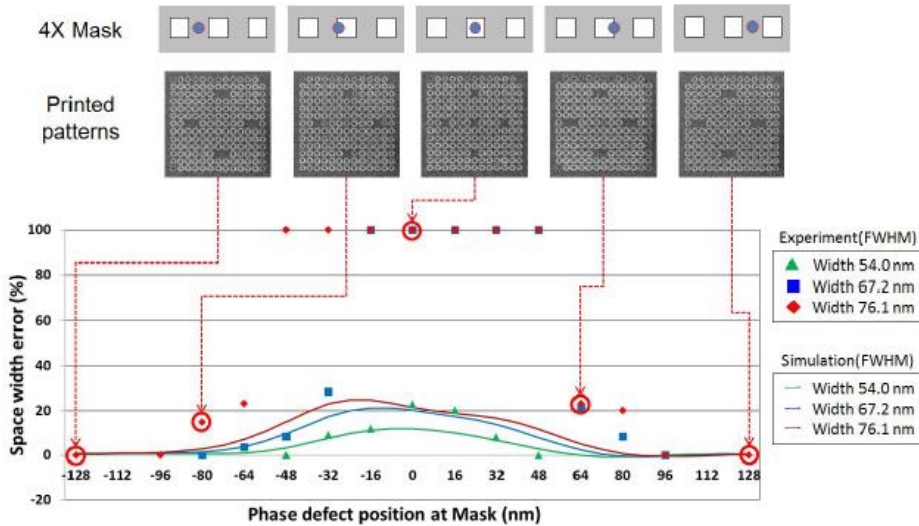 4X Mask
Printed
patterns
Space width error (%)
100
80
60
40
20
0
-20
-128 -112 -96 -80 -64 -48 -32 -16 0 16 32 48 64 80 96 112 128
Phase defect position at Mask (nm)
Experiment(FWHM)
Width 54.0 nm
Width 67.2 nm
Width 76.1 nm
Simulation(FWHM)
Width 54.0 nm
Width 67.2 nm
Width 76.1 nm